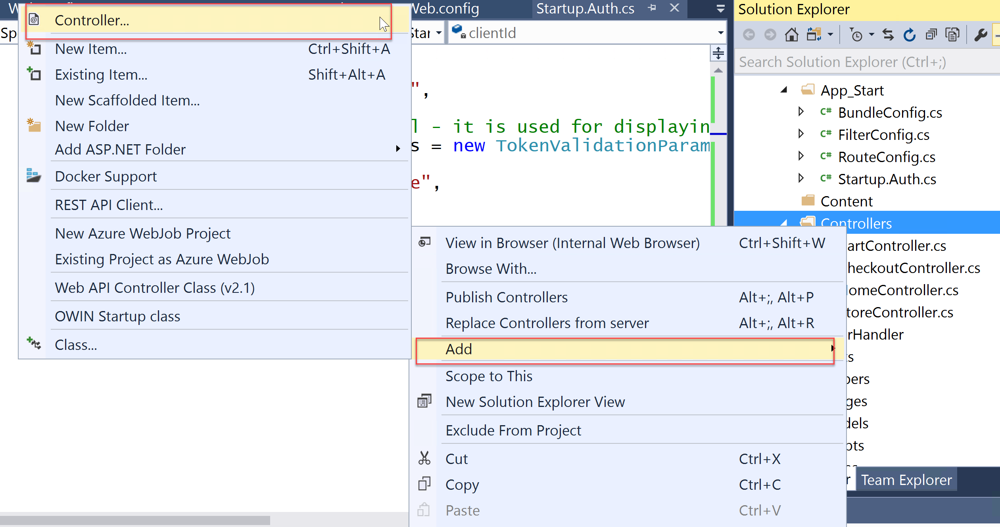 Controller...
New Item... Ctrl+Shift+A
Existing Item... Shift+Alt+A
New Scaffolded Item...
New Folder
Add ASP.NET Folder
Docker Support
REST API Client...
New Azure WebJob Project
Existing Project as Azure WebJob
Web API Controller Class (v2.1)
OWIN Startup class
Class...
Web.config
Startup.Auth.cs
clientId
",
l - it is used for displayin
s = new TokenValidationParam
e",
View in Browser (Internal Web Browser) Ctrl+Shift+W
Browse With...
Publish Controllers Alt+;, Alt+P
Replace Controllers from server Alt+;, Alt+R
Add
Scope to This
New Solution Explorer View
Exclude From Project
Cut Ctrl+X
Copy Ctrl+C
Paste Ctrl+V
Solution Explorer
Search Solution Explorer (Ctrl+;)
App_Start
C# BundleConfig.cs
C# FilterConfig.cs
C# RouteConfig.cs
C# Startup.Auth.cs
Content
Controllers
artController.cs
heckoutController.cs
omeController.cs
toreController.cs
rHandler
s
pers
ges
dels
pts
r
Team Explorer